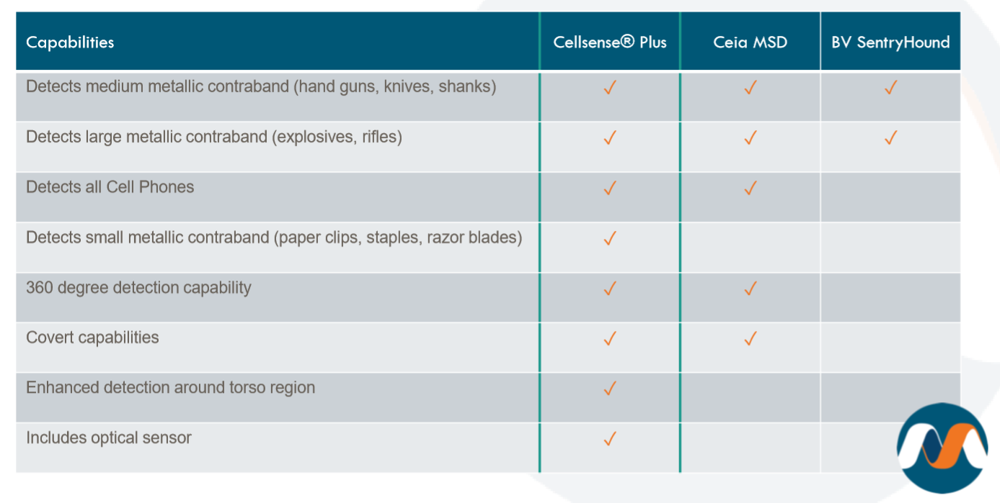 Capabilities Cellsense® Plus Ceia MSD BV SentryHound
Detects medium metallic contraband (hand guns, knives, shanks) ✓ ✓ ✓
Detects large metallic contraband (explosives, rifles) ✓ ✓ ✓
Detects all Cell Phones ✓ ✓
Detects small metallic contraband (paper clips, staples, razor blades) ✓
360 degree detection capability ✓ ✓
Covert capabilities ✓ ✓
Enhanced detection around torso region ✓
Includes optical sensor ✓